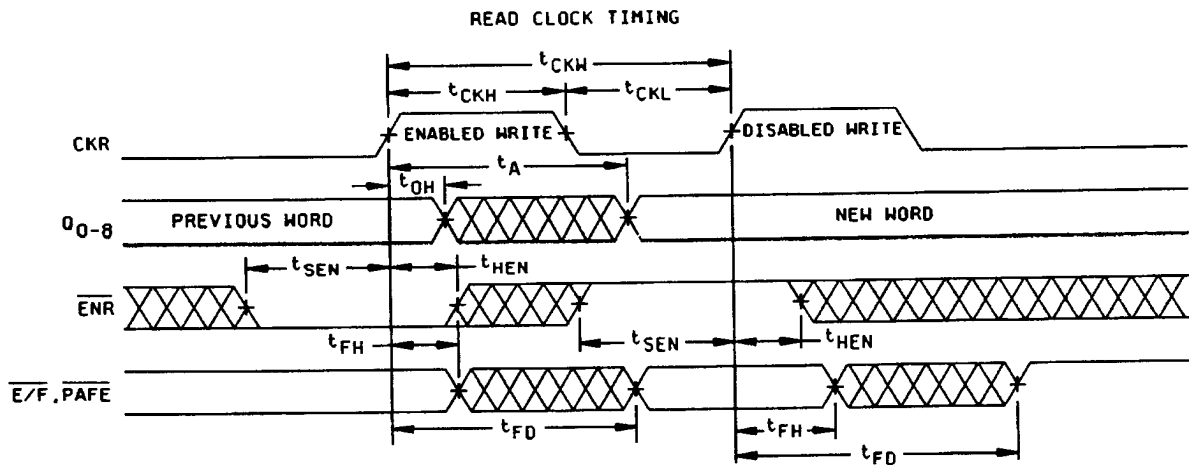 READ CLOCK TIMING
tCKW
tCKH
tCKL
CKR
ENABLED WRITE
DISABLED WRITE
tA
tOH
Q0-8
PREVIOUS WORD
NEW WORD
tSEN
tHEN
ENR
tFH
tSEN
tHEN
E/F,PAFE
tFD
tFH
tFD